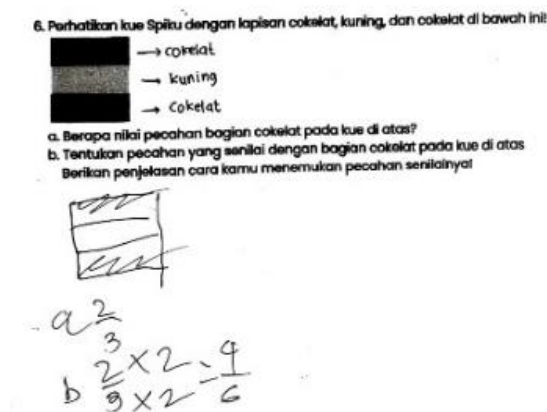 6. Perhatikan kue Spiku dengan lapisan cokelat, kuning, dan cokelat di bawah ini!
→ cokelat
→ kuning
→ Cokelat
a. Berapa nilai pecahan bagian cokelat pada kue di atas?
b. Tentukan pecahan yang senilai dengan bagian cokelat pada kue di atas
Berikan penjelasan cara kamu menemukan pecahan senilainya!
a 2/3
b 2/3 × 2/2 = 4/6